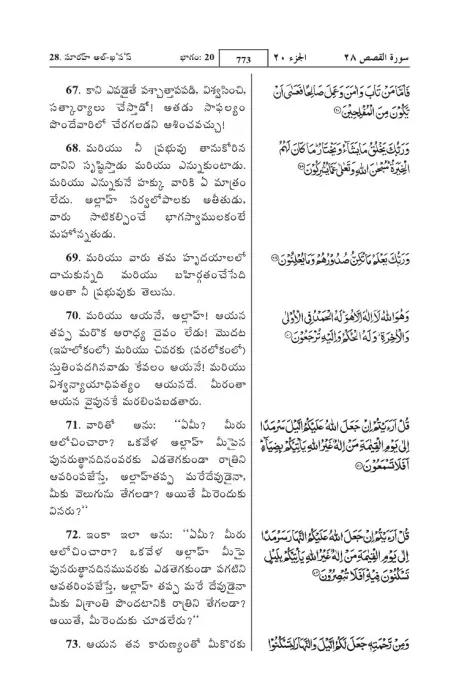 28. సూరహ్ అల్-ఖ'స'స్ భాగం: 20 773 الجزء ٢٠ سورة القصص ٢٨
67. కాని ఎవడైతే పశ్చాత్తాపపడి, విశ్వసించి,
సత్కార్యాలు చేస్తాడో! అతడు సాఫల్యం
పొందేవారిలో చేరగలడని ఆశించవచ్చు!
فَأَمَّا مَن تَابَ وَءَامَنَ وَعَمِلَ صَٰلِحًا فَعَسَىٰٓ أَن
يَكُونَ مِنَ ٱلْمُفْلِحِينَ ٦٧
68. మరియు నీ ప్రభువు తానుకోరిన
దానిని సృష్టిస్తాడు మరియు ఎన్నుకుంటాడు.
మరియు ఎన్నుకునే హక్కు వారికి ఏ మాత్రం
లేదు. అల్లాహ్ సర్వలోపాలకు అతీతుడు,
వారు సాటికల్పించే భాగస్వాములకంటే
మహోన్నతుడు.
وَرَبُّكَ يَخْلُقُ مَا يَشَآءُ وَيَخْتَارُ مَا كَانَ لَهُمُ
ٱلْخِيَرَةُ سُبْحَٰنَ ٱللَّهِ وَتَعَٰلَىٰ عَمَّا يُشْرِكُونَ ٦٨
69. మరియు వారు తమ హృదయాలలో
దాచుకున్నది మరియు బహిర్గతంచేసేది
అంతా నీ ప్రభువుకు తెలుసు.
وَرَبُّكَ يَعْلَمُ مَا تُكِنُّ صُدُورُهُمْ وَمَا يُعْلِنُونَ ٦٩
70. మరియు ఆయనే, అల్లాహ్! ఆయన
తప్ప మరొక ఆరాధ్య దైవం లేడు! మొదట
(ఇహలోకంలో) మరియు చివరకు (పరలోకంలో)
స్తుతింపదగినవాడు కేవలం ఆయనే! మరియు
విశ్వన్యాయాధిపత్యం ఆయనదే. మీరంతా
ఆయన వైపునకే మరలింపబడతారు.
وَهُوَ ٱللَّهُ لَآ إِلَٰهَ إِلَّا هُوَ لَهُ ٱلْحَمْدُ فِى ٱلْأُولَىٰ
وَٱلْأَخِرَةِ وَلَهُ ٱلْحُكْمُ وَإِلَيْهِ تُرْجَعُونَ ٧٠
71. వారితో అను: "ఏమీ? మీరు
ఆలోచించారా? ఒకవేళ అల్లాహ్ మీపైన
పునరుత్థానదినంవరకు ఎడతెగకుండా రాత్రిని
ఆవరింపజేస్తే, అల్లాహ్‌తప్ప మరేదేవుడైనా,
మీకు వెలుగును తేగలడా? అయితే మీరెందుకు
వినరు?"
قُلْ أَرَءَيْتُمْ إِن جَعَلَ ٱللَّهُ عَلَيْكُمُ ٱلَّيْلَ سَرْمَدًا
إِلَىٰ يَوْمِ ٱلْقِيَٰمَةِ مَنْ إِلَٰهٌ غَيْرُ ٱللَّهِ يَأْتِيكُم بِضِيَآءٍ
أَفَلَا تَسْمَعُونَ ٧١
72. ఇంకా ఇలా అను: "ఏమీ? మీరు
ఆలోచించారా? ఒకవేళ అల్లాహ్ మీపై
పునరుత్థానదినమువరకు ఎడతెగకుండా పగటిని
ఆవతరింపజేస్తే, అల్లాహ్ తప్ప మరే దేవుడైనా
మీకు విశ్రాంతి పొందటానికి రాత్రిని తేగలడా?
అయితే, మీరెందుకు చూడలేరు?"
قُلْ أَرَءَيْتُمْ إِن جَعَلَ ٱللَّهُ عَلَيْكُمُ ٱلنَّهَارَ سَرْمَدًا
إِلَىٰ يَوْمِ ٱلْقِيَٰمَةِ مَنْ إِلَٰهٌ غَيْرُ ٱللَّهِ يَأْتِيكُم بِلَيْلٍ
تَسْكُنُونَ فِيهِ أَفَلَا تُبْصِرُونَ ٧٢
73. ఆయన తన కారుణ్యంతో మీకొరకు
وَمِن رَّحْمَتِهِۦ جَعَلَ لَكُمُ ٱلَّيْلَ وَٱلنَّهَارَ لِتَسْكُنُوا۟